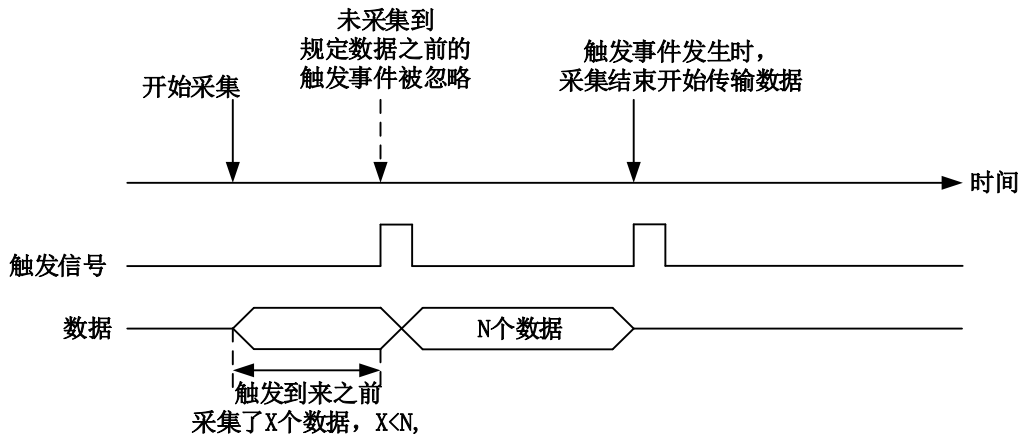 未采集到
规定数据之前的
触发事件被忽略
触发事件发生时，
采集结束开始传输数据
开始采集
时间
触发信号
数据
N个数据
触发到来之前
采集了X个数据，X<N,